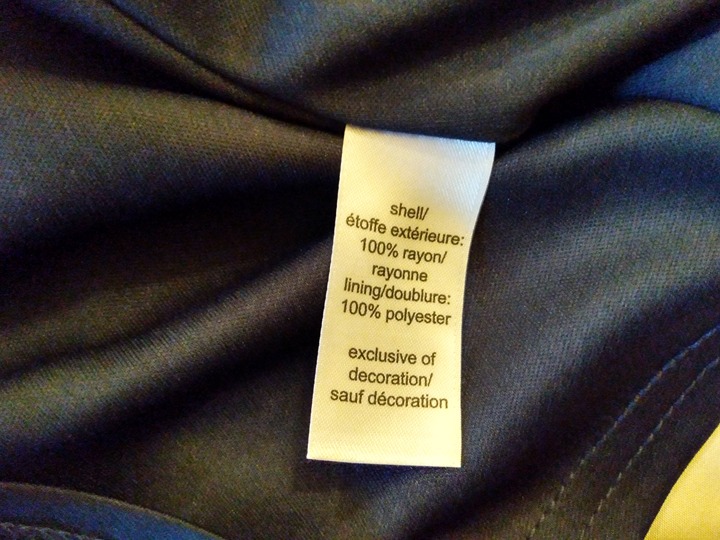 shell/
étoffe extérieure:
100% rayon/
rayonne
lining/doublure:
100% polyester
exclusive of
decoration/
sauf décoration